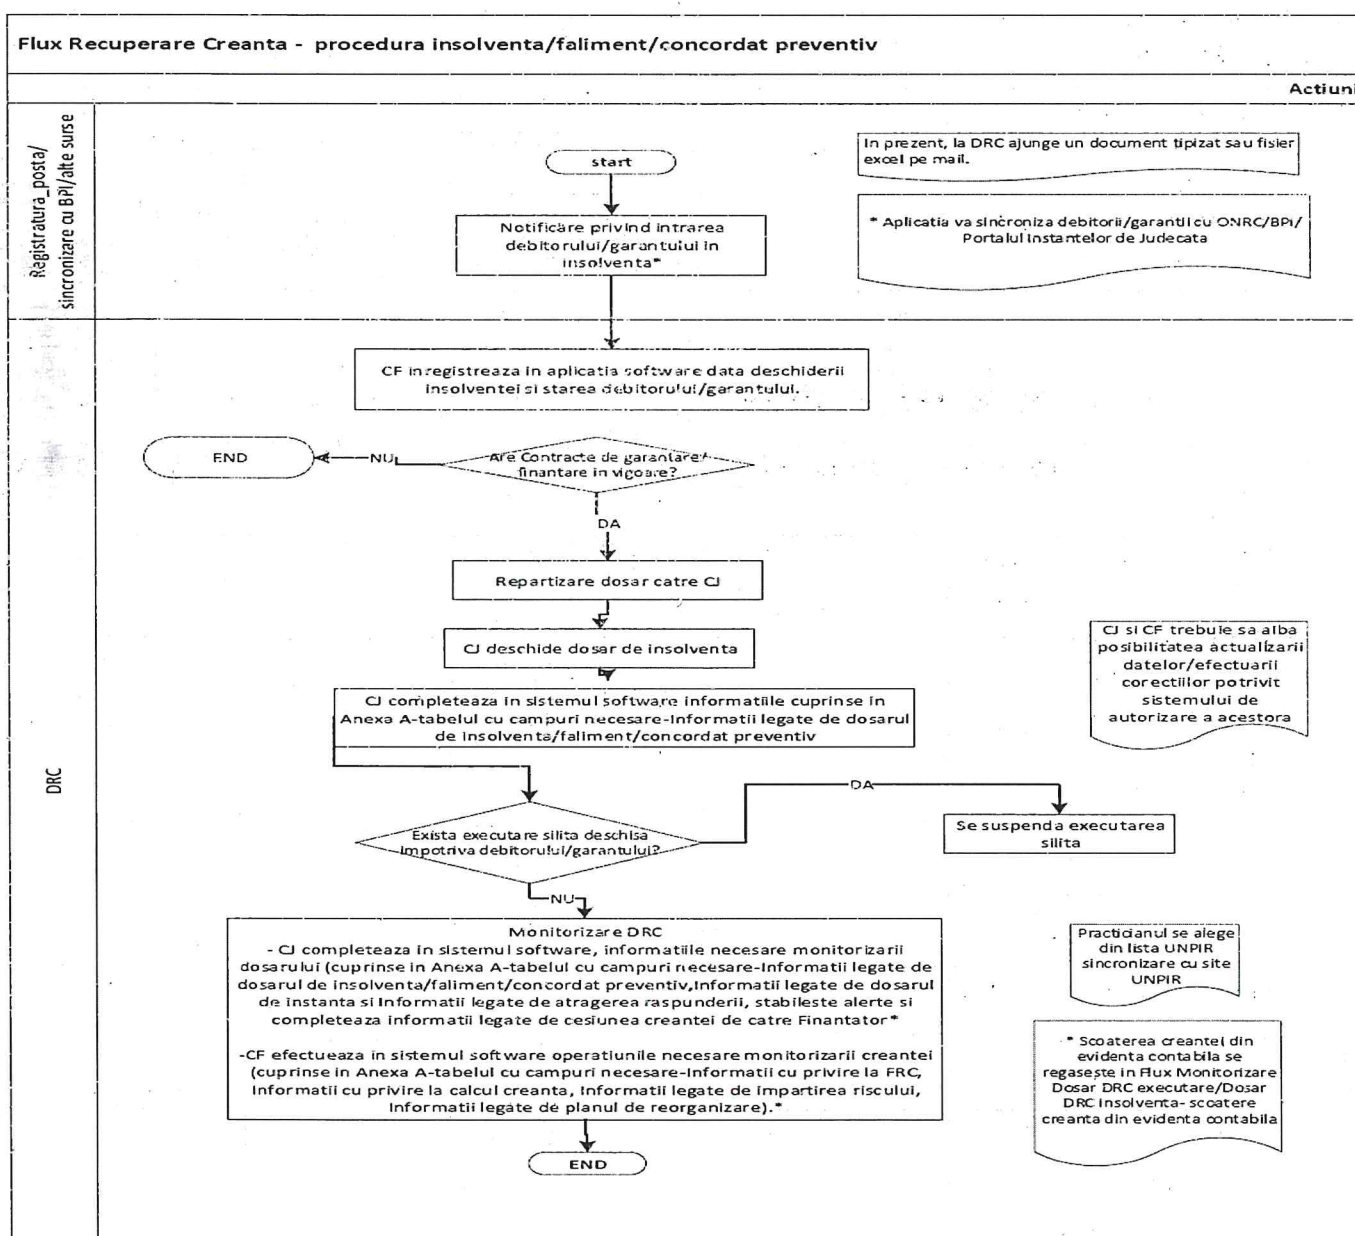 Flux Recuperare Creanta - procedura insolventa/faliment/concordat preventiv
Actiuni
Registratura_posta/
sincronizare cu BPI/alte surse
start
In prezent, la DRC ajunge un document tipizat sau fisier
excel pe mail.
Notificare privind intrarea
debitorului/garantului in
insolventa*
* Aplicatia va sincroniza debitorii/garantii cu ONRC/BPI/
Portalul Instantelor de Judecata
DRC
CF inregistreaza in aplicatia software data deschiderii
insolventei si starea debitorului/garantului.
END
NU
Are Contracte de garantare/
finantare in vigoare?
DA
Repartizare dosar catre CJ
CJ deschide dosar de insolventa
CJ si CF trebuie sa aiba
posibilitatea actualizarii
datelor/efectuarii
corectiilor potrivit
sistemului de
autorizare a acestora
CJ completeaza in sistemul software informatiile cuprinse in
Anexa A-tabelul cu campuri necesare-Informatii legate de dosarul
de insolventa/faliment/concordat preventiv
DA
Exista executare silita deschisa
impotriva debitorului/garantului?
Se suspenda executarea
silita
NU
Monitorizare DRC
- CJ completeaza in sistemul software, informatiile necesare monitorizarii
dosarului (cuprinse in Anexa A-tabelul cu campuri necesare-Informatii legate de
dosarul de insolventa/faliment/concordat preventiv,Informatii legate de dosarul
de instanta si Informatii legate de atragerea raspunderii, stabileste alerte si
completeaza informatii legate de cesiunea creantei de catre Finantator*
-CF efectueaza in sistemul software operatiunile necesare monitorizarii creantei
(cuprinse in Anexa A-tabelul cu campuri necesare-Informatii cu privire la FRC,
Informatii cu privire la calcul creanta, Informatii legate de impartirea riscului,
Informatii legate de planul de reorganizare).*
Practicianul se alege
din lista UNPIR
sincronizare cu site
UNPIR
* Scoaterea creantei din
evidenta contabila se
regaseste in Flux Monitorizare
Dosar DRC executare/Dosar
DRC insolventa- scoatere
creanta din evidenta contabila
END